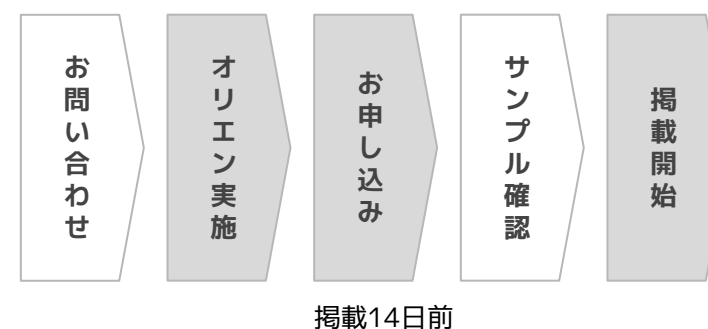 お問い合わせ
オリエン実施
お申し込み
サンプル確認
掲載開始
掲載14日前